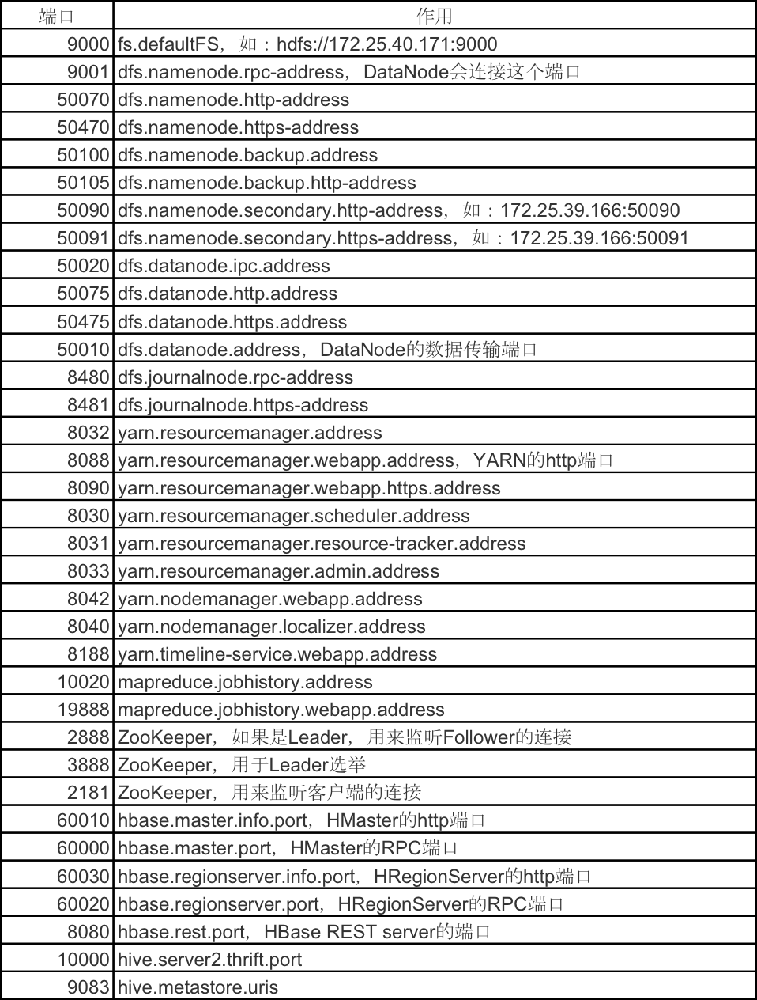 端口 作用
9000 fs.defaultFS，如：hdfs://172.25.40.171:9000
9001 dfs.namenode.rpc-address，DataNode会连接这个端口
50070 dfs.namenode.http-address
50470 dfs.namenode.https-address
50100 dfs.namenode.backup.address
50105 dfs.namenode.backup.http-address
50090 dfs.namenode.secondary.http-address，如：172.25.39.166:50090
50091 dfs.namenode.secondary.https-address，如：172.25.39.166:50091
50020 dfs.datanode.ipc.address
50075 dfs.datanode.http.address
50475 dfs.datanode.https.address
50010 dfs.datanode.address，DataNode的数据传输端口
8480 dfs.journalnode.rpc-address
8481 dfs.journalnode.https-address
8032 yarn.resourcemanager.address
8088 yarn.resourcemanager.webapp.address，YARN的http端口
8090 yarn.resourcemanager.webapp.https.address
8030 yarn.resourcemanager.scheduler.address
8031 yarn.resourcemanager.resource-tracker.address
8033 yarn.resourcemanager.admin.address
8042 yarn.nodemanager.webapp.address
8040 yarn.nodemanager.localizer.address
8188 yarn.timeline-service.webapp.address
10020 mapreduce.jobhistory.address
19888 mapreduce.jobhistory.webapp.address
2888 ZooKeeper，如果是Leader，用来监听Follower的连接
3888 ZooKeeper，用于Leader选举
2181 ZooKeeper，用来监听客户端的连接
60010 hbase.master.info.port，HMaster的http端口
60000 hbase.master.port，HMaster的RPC端口
60030 hbase.regionserver.info.port，HRegionServer的http端口
60020 hbase.regionserver.port，HRegionServer的RPC端口
8080 hbase.rest.port，HBase REST server的端口
10000 hive.server2.thrift.port
9083 hive.metastore.uris